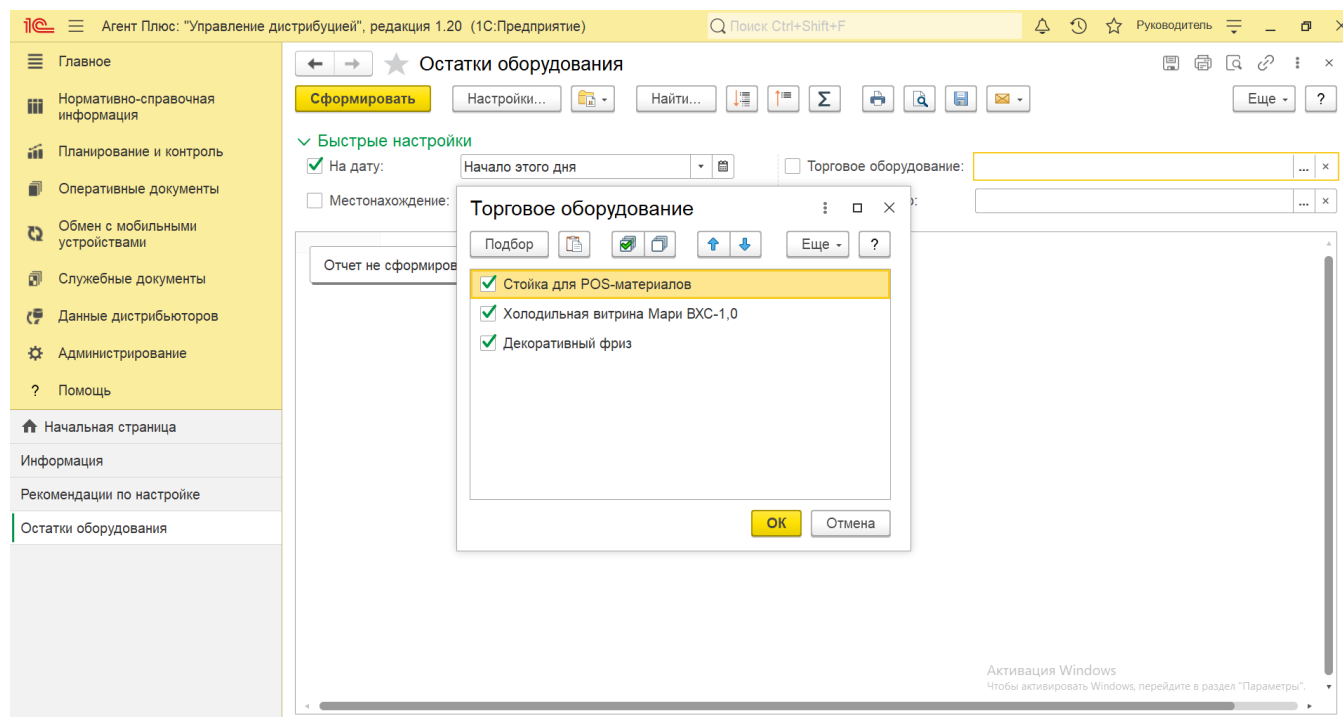 1С Агент Плюс: "Управление дистрибуцией", редакция 1.20 (1С:Предприятие) Поиск Ctrl+Shift+F Руководитель
Главное
Нормативно-справочная
информация
Планирование и контроль
Оперативные документы
Обмен с мобильными
устройствами
Служебные документы
Данные дистрибьюторов
Администрирование
? Помощь
Начальная страница
Информация
Рекомендации по настройке
Остатки оборудования
Остатки оборудования
Сформировать Настройки... Найти... Σ Еще ?
Быстрые настройки
На дату: Начало этого дня Торговое оборудование: ...
Местонахождение: ...
Отчет не сформиров
Торговое оборудование
Подбор Еще ?
Стойка для POS-материалов
Холодильная витрина Мари ВХС-1,0
Декоративный фриз
ОК Отмена
Активация Windows
Чтобы активировать Windows, перейдите в раздел "Параметры".